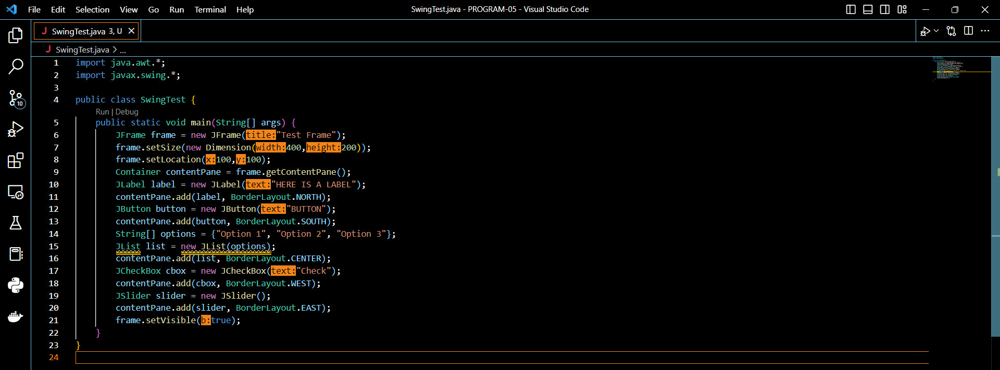 File Edit Selection View Go Run Terminal Help SwingTest.java - PROGRAM-05 - Visual Studio Code
J SwingTest.java 3, U
J SwingTest.java > ...
10
1 import java.awt.*;
2 import javax.swing.*;
3
4 public class SwingTest {
Run | Debug
5 public static void main(String[] args) {
6 JFrame frame = new JFrame(title:"Test Frame");
7 frame.setSize(new Dimension(width:400,height:200));
8 frame.setLocation(x:100,y:100);
9 Container contentPane = frame.getContentPane();
10 JLabel label = new JLabel(text:"HERE IS A LABEL");
11 contentPane.add(label, BorderLayout.NORTH);
12 JButton button = new JButton(text:"BUTTON");
13 contentPane.add(button, BorderLayout.SOUTH);
14 String[] options = {"Option 1", "Option 2", "Option 3"};
15 JList list = new JList(options);
16 contentPane.add(list, BorderLayout.CENTER);
17 JCheckBox cbox = new JCheckBox(text:"Check");
18 contentPane.add(cbox, BorderLayout.WEST);
19 JSlider slider = new JSlider();
20 contentPane.add(slider, BorderLayout.EAST);
21 frame.setVisible(b:true);
22 }
23 }
24